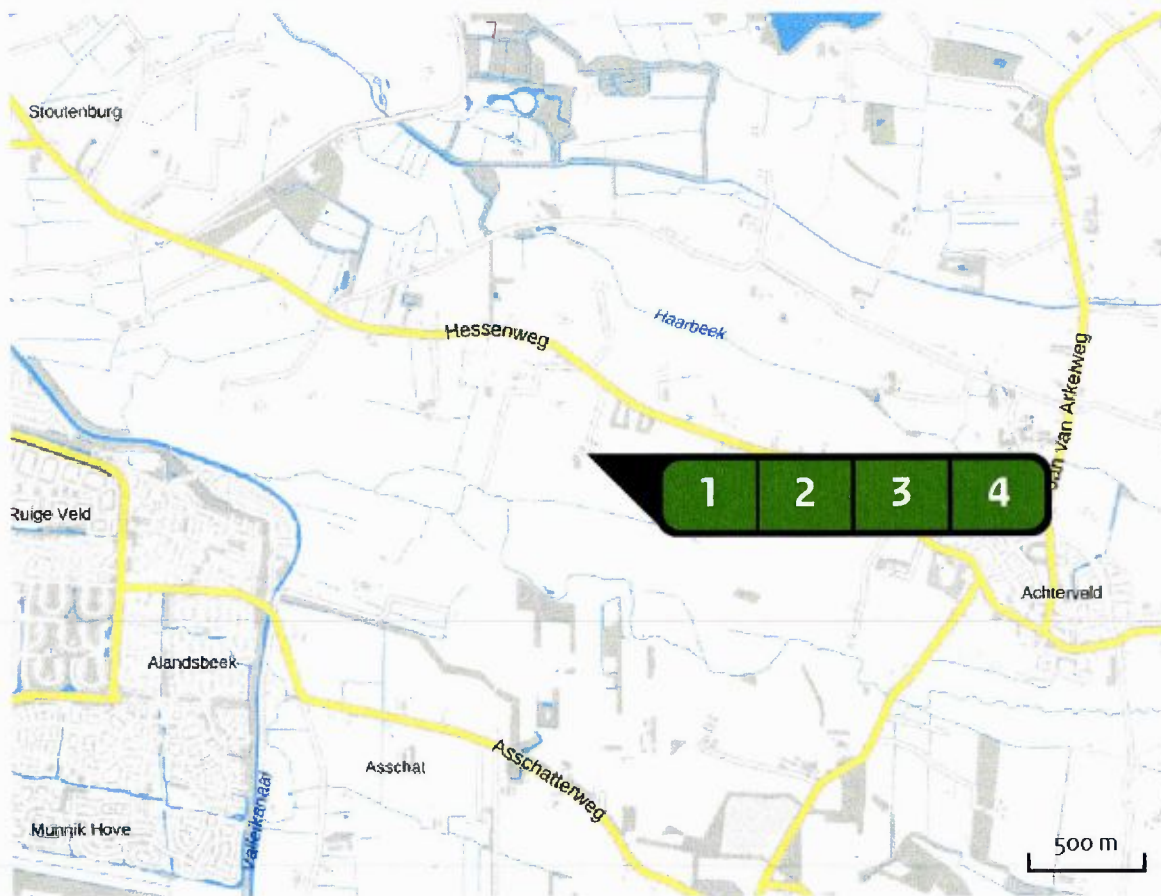 Stoutenburg
Hessenweg
Haarbeek
Jan van Arkelweg
1 2 3 4
Ruige Veld
Achterveld
Alandsbeek
Asschat
Asschatterweg
Valleikanaal
Munnik Hove
500 m